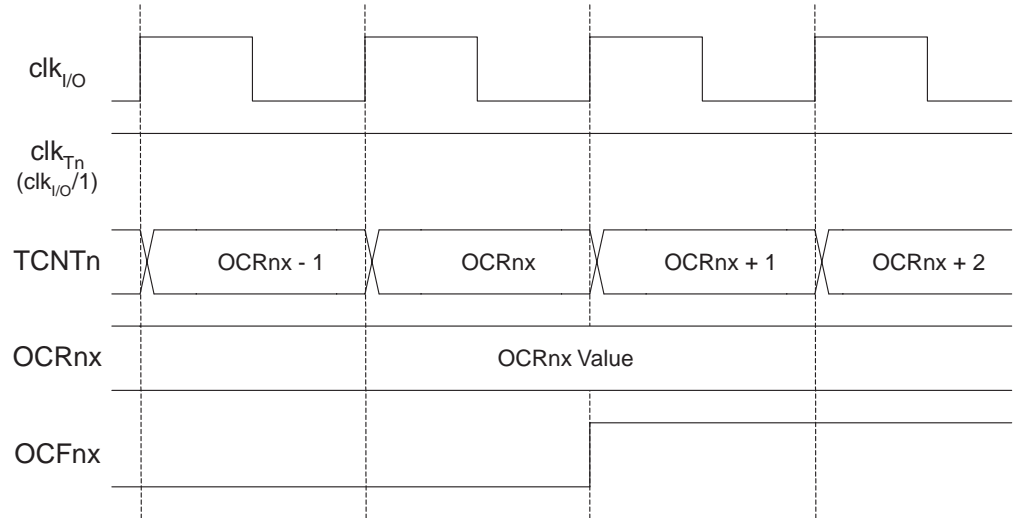 clkI/O
clkTn
(clkI/O/1)
TCNTn
OCRnx - 1
OCRnx
OCRnx + 1
OCRnx + 2
OCRnx
OCRnx Value
OCFnx